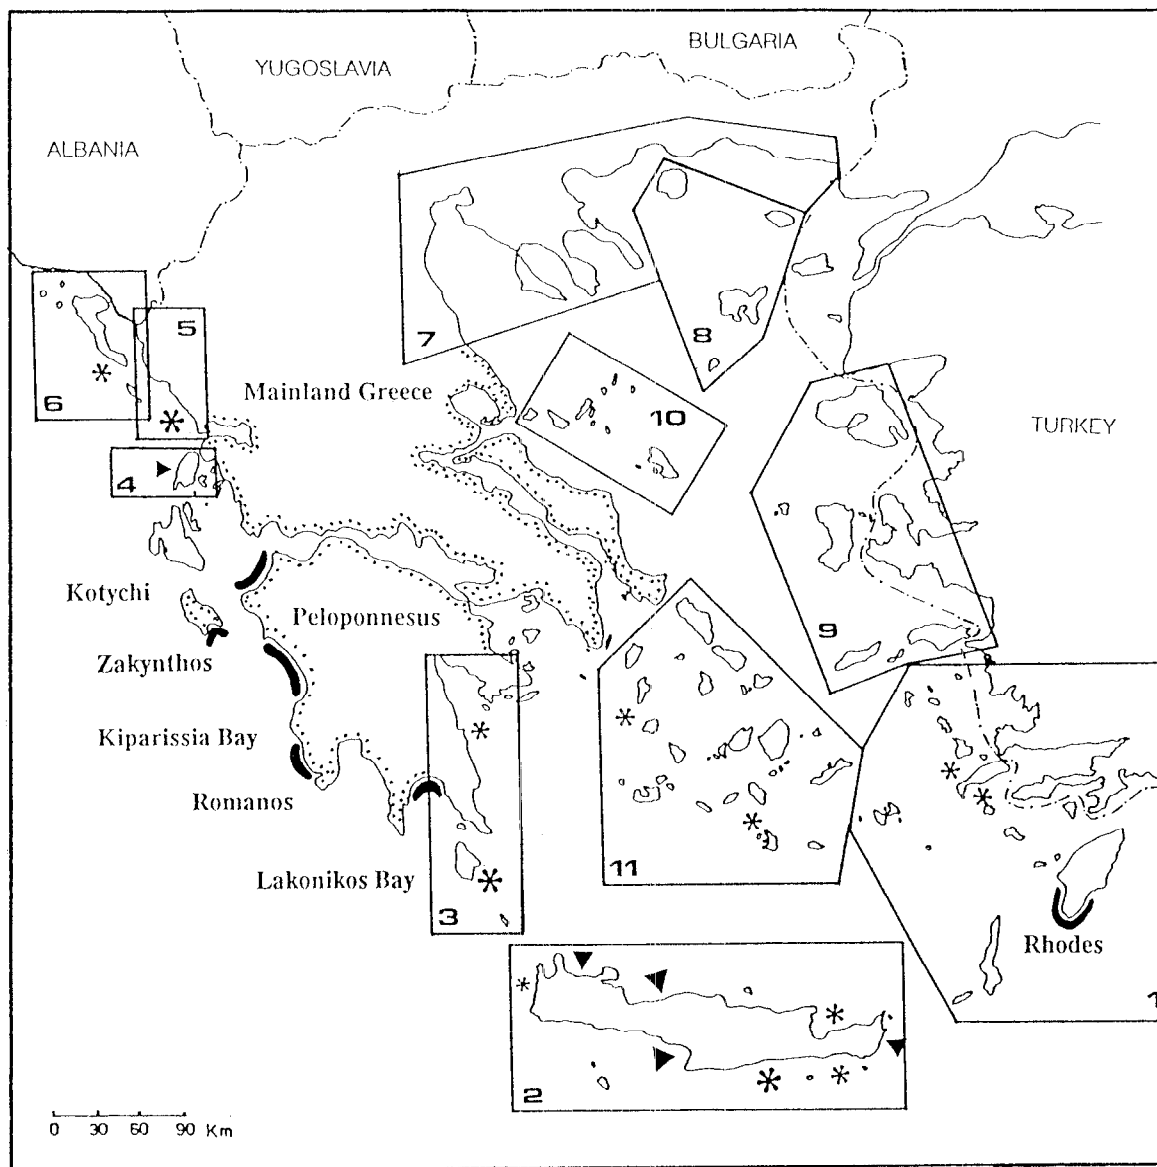 BULGARIA
YUGOSLAVIA
ALBANIA
7
5
8
6
Mainland Greece
10
TURKEY
4
Kotychi
Peloponnesus
9
Zakynthos
Kiparissia Bay
Romanos
Lakonikos Bay
11
3
Rhodes
1
2
0 30 60 90 Km